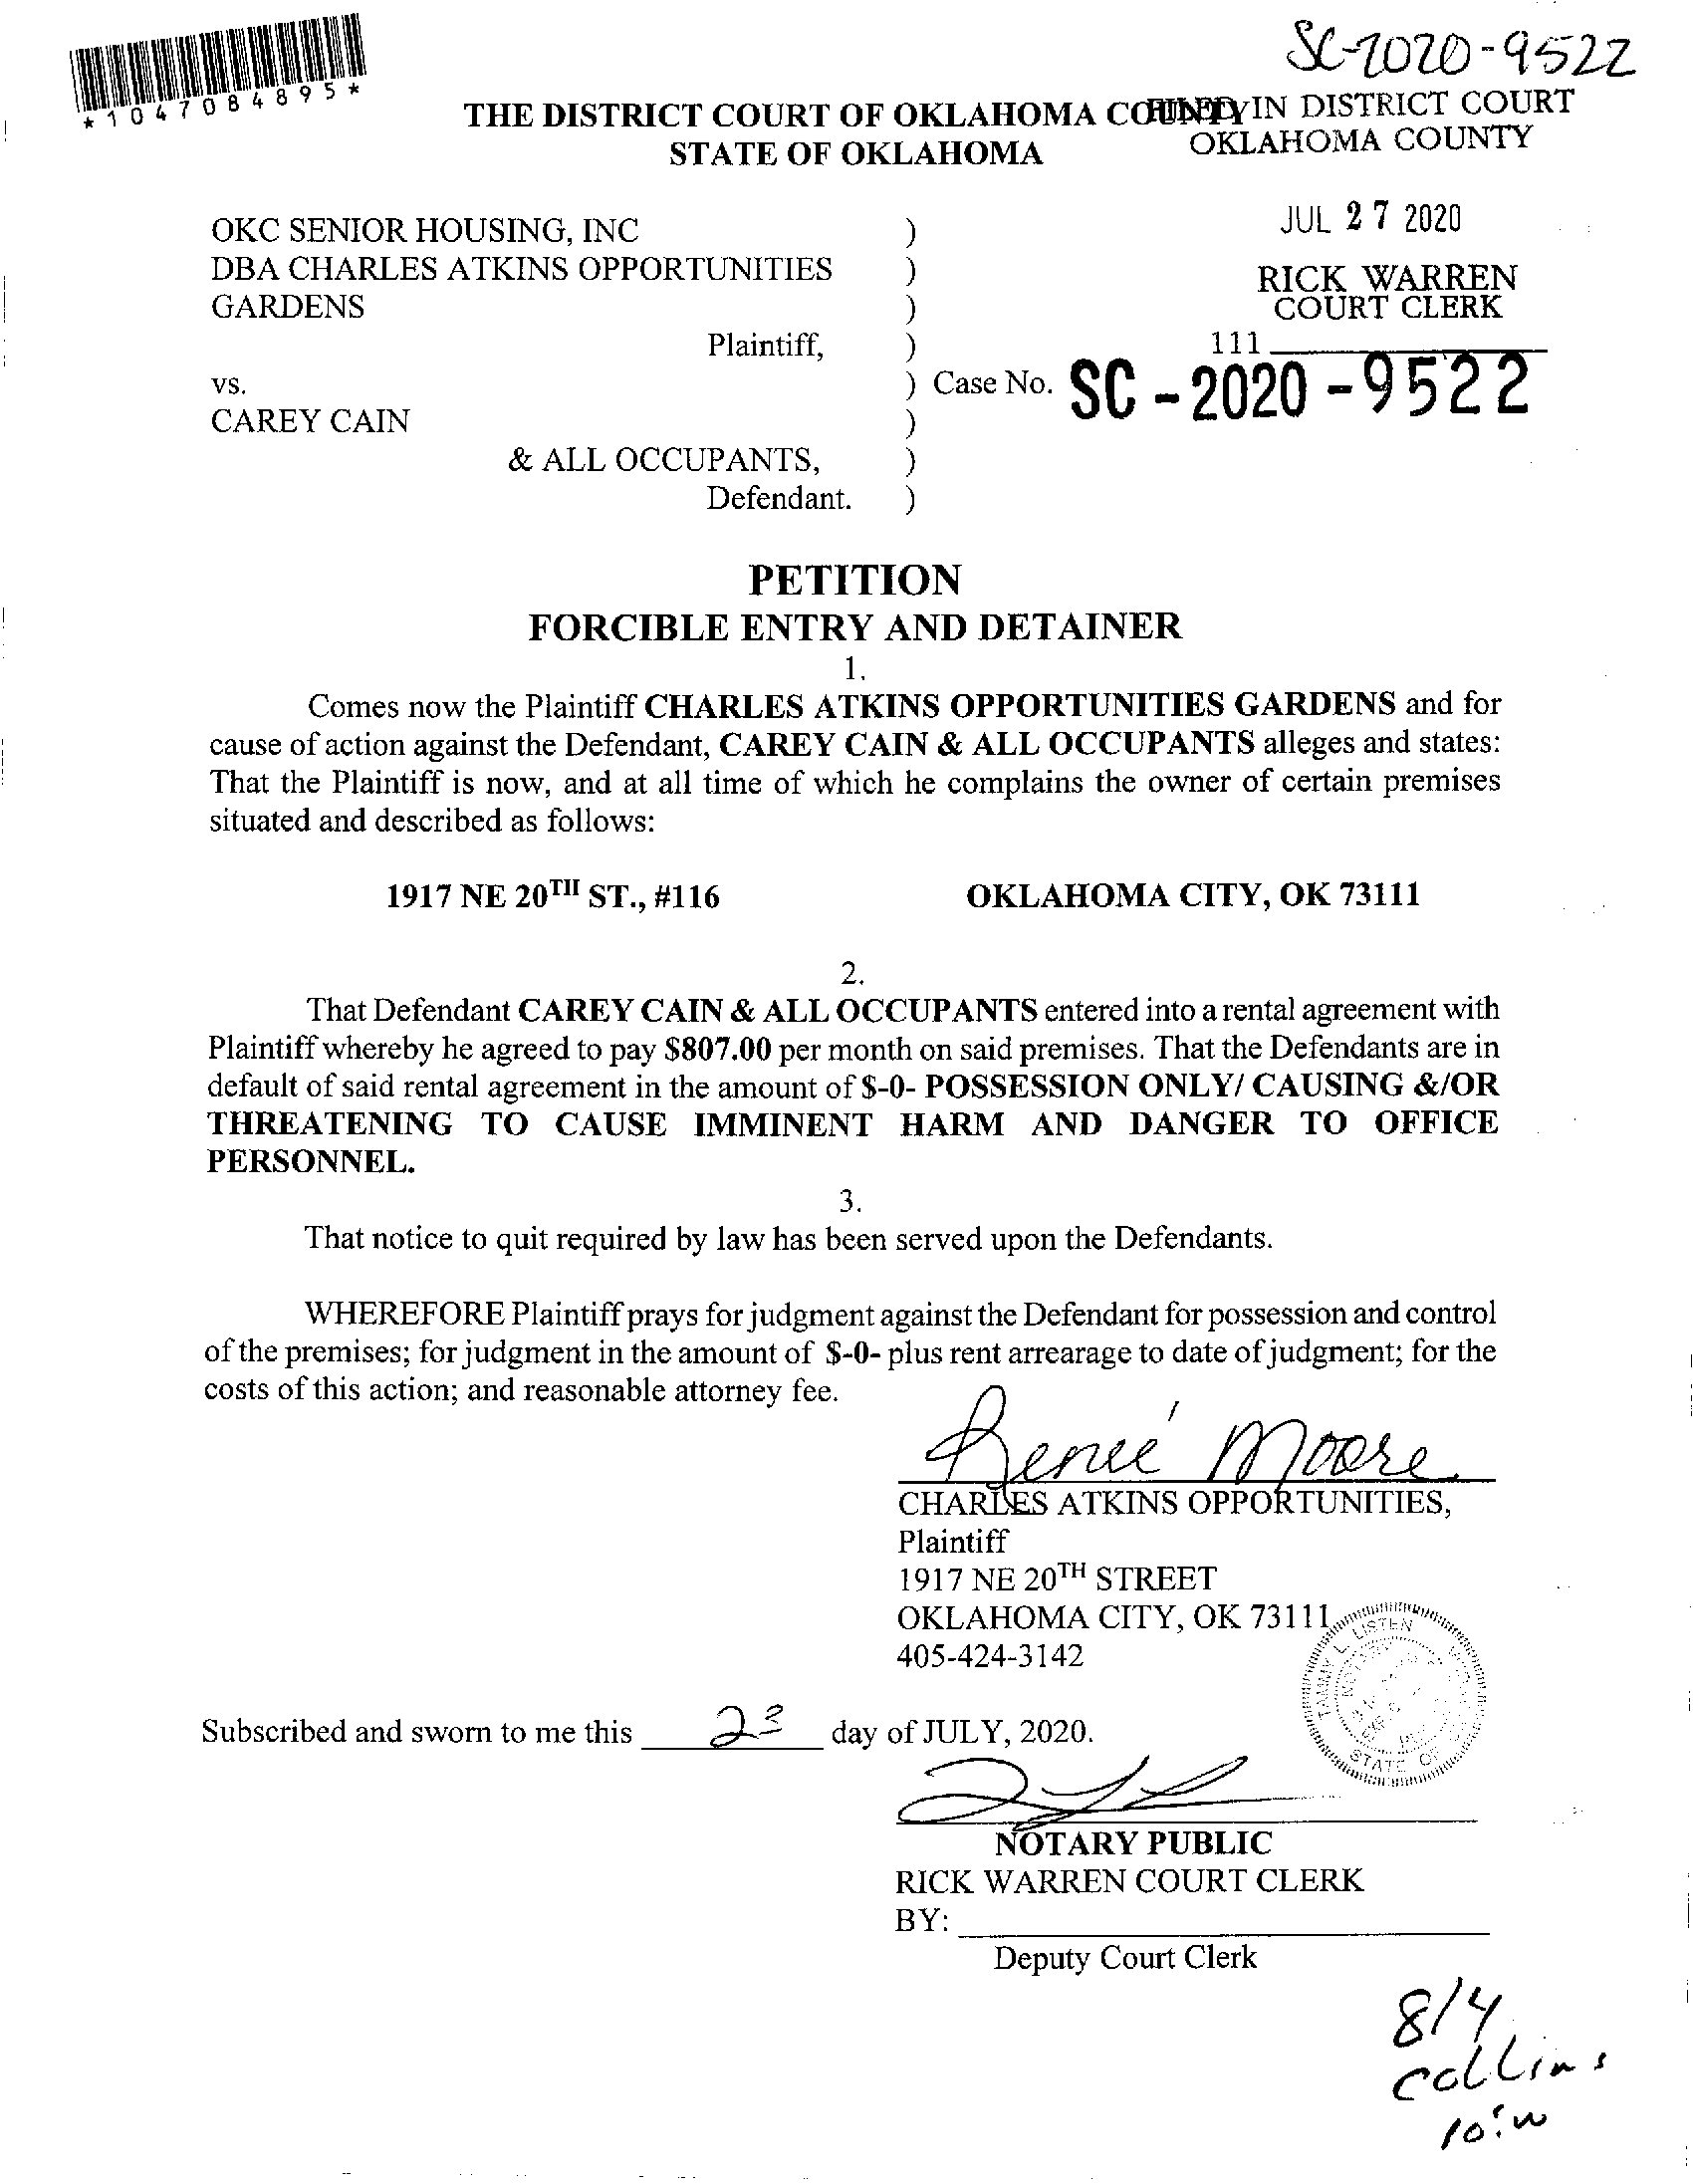 SC-2020-9522
*1047084895*
THE DISTRICT COURT OF OKLAHOMA COUNTY
FILED IN DISTRICT COURT
STATE OF OKLAHOMA
OKLAHOMA COUNTY
JUL 27 2020
OKC SENIOR HOUSING, INC )
DBA CHARLES ATKINS OPPORTUNITIES )
RICK WARREN
GARDENS )
COURT CLERK
Plaintiff, )
111
vs. ) Case No. SC-2020-9522
CAREY CAIN )
& ALL OCCUPANTS, )
Defendant. )
PETITION
FORCIBLE ENTRY AND DETAINER
1.
Comes now the Plaintiff CHARLES ATKINS OPPORTUNITIES GARDENS and for
cause of action against the Defendant, CAREY CAIN & ALL OCCUPANTS alleges and states:
That the Plaintiff is now, and at all time of which he complains the owner of certain premises
situated and described as follows:
1917 NE 20TH ST., #116 OKLAHOMA CITY, OK 73111
2.
That Defendant CAREY CAIN & ALL OCCUPANTS entered into a rental agreement with
Plaintiff whereby he agreed to pay $807.00 per month on said premises. That the Defendants are in
default of said rental agreement in the amount of $-0- POSSESSION ONLY/ CAUSING &/OR
THREATENING TO CAUSE IMMINENT HARM AND DANGER TO OFFICE
PERSONNEL.
3.
That notice to quit required by law has been served upon the Defendants.
WHEREFORE Plaintiff prays for judgment against the Defendant for possession and control
of the premises; for judgment in the amount of $-0- plus rent arrearage to date of judgment; for the
costs of this action; and reasonable attorney fee.
Reneé Moore
CHARLES ATKINS OPPORTUNITIES,
Plaintiff
1917 NE 20TH STREET
OKLAHOMA CITY, OK 73111
405-424-3142
TAMMY L. LISTEN
NOTARY
STATE OF
Subscribed and sworn to me this 23 day of JULY, 2020.
NOTARY PUBLIC
RICK WARREN COURT CLERK
BY:
Deputy Court Clerk
8/4
Collins